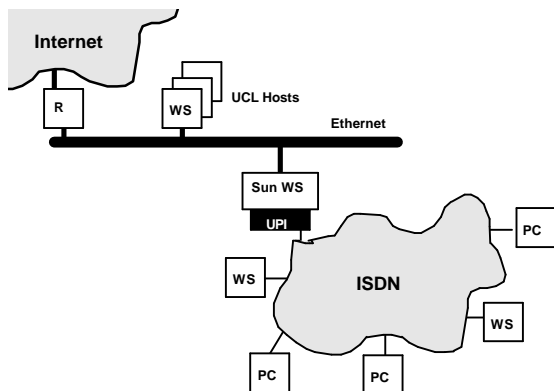 Internet
R
WS
UCL Hosts
Ethernet
Sun WS
UPI
PC
WS
ISDN
WS
PC
PC